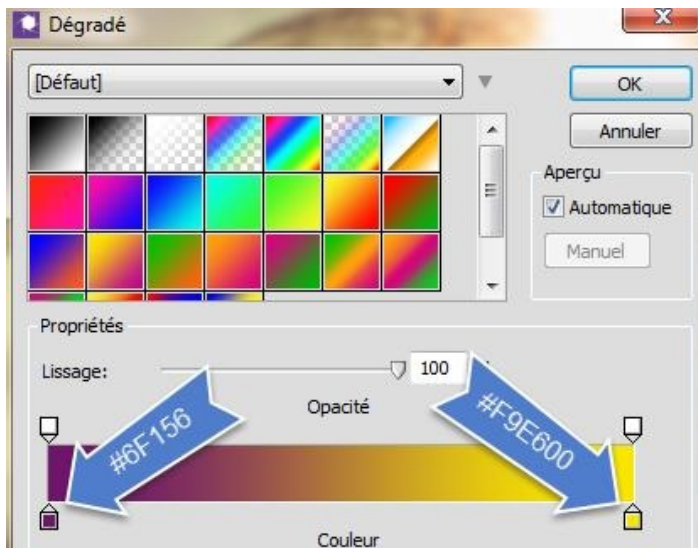 Dégradé
[Défaut]
OK
Annuler
Aperçu
Automatique
Manuel
Propriétés
Lissage:
100
Opacité
#6F156
#F9E600
Couleur